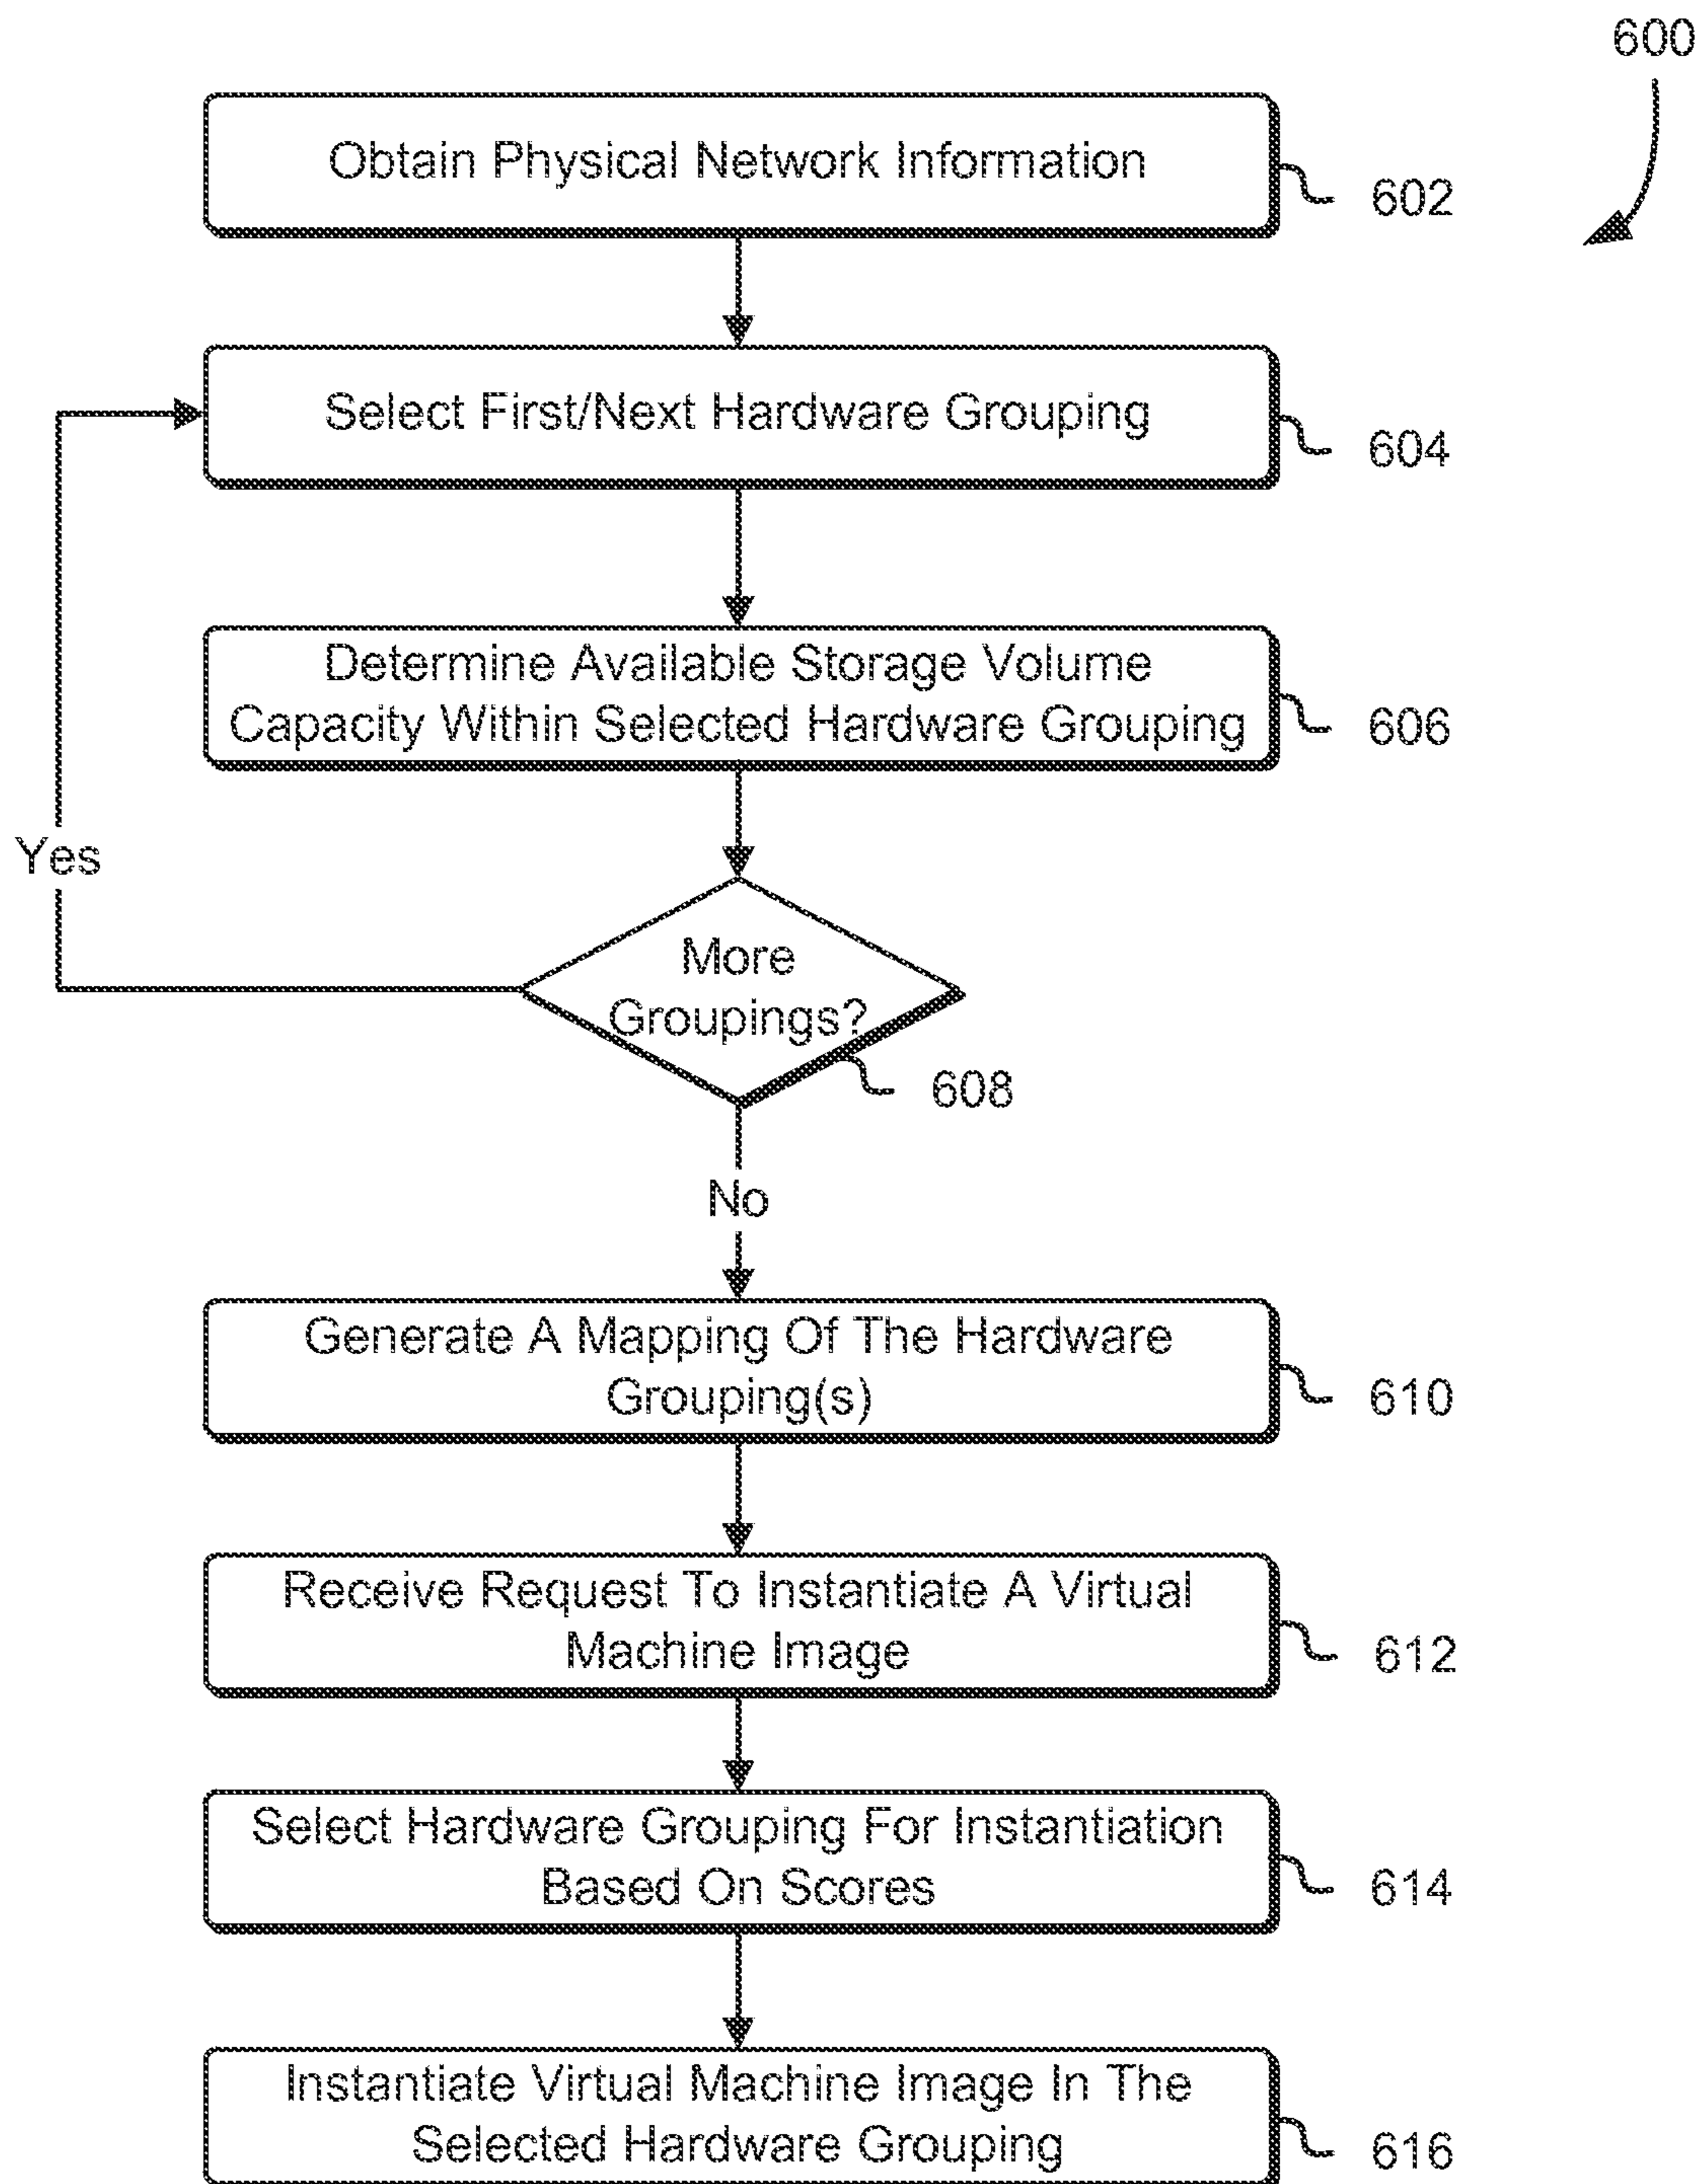 600
Obtain Physical Network Information
602
Select First/Next Hardware Grouping
604
Determine Available Storage Volume
Capacity Within Selected Hardware Grouping
606
Yes
More
Groupings?
608
No
Generate A Mapping Of The Hardware
Grouping(s)
610
Receive Request To Instantiate A Virtual
Machine Image
612
Select Hardware Grouping For Instantiation
Based On Scores
614
Instantiate Virtual Machine Image In The
Selected Hardware Grouping
616